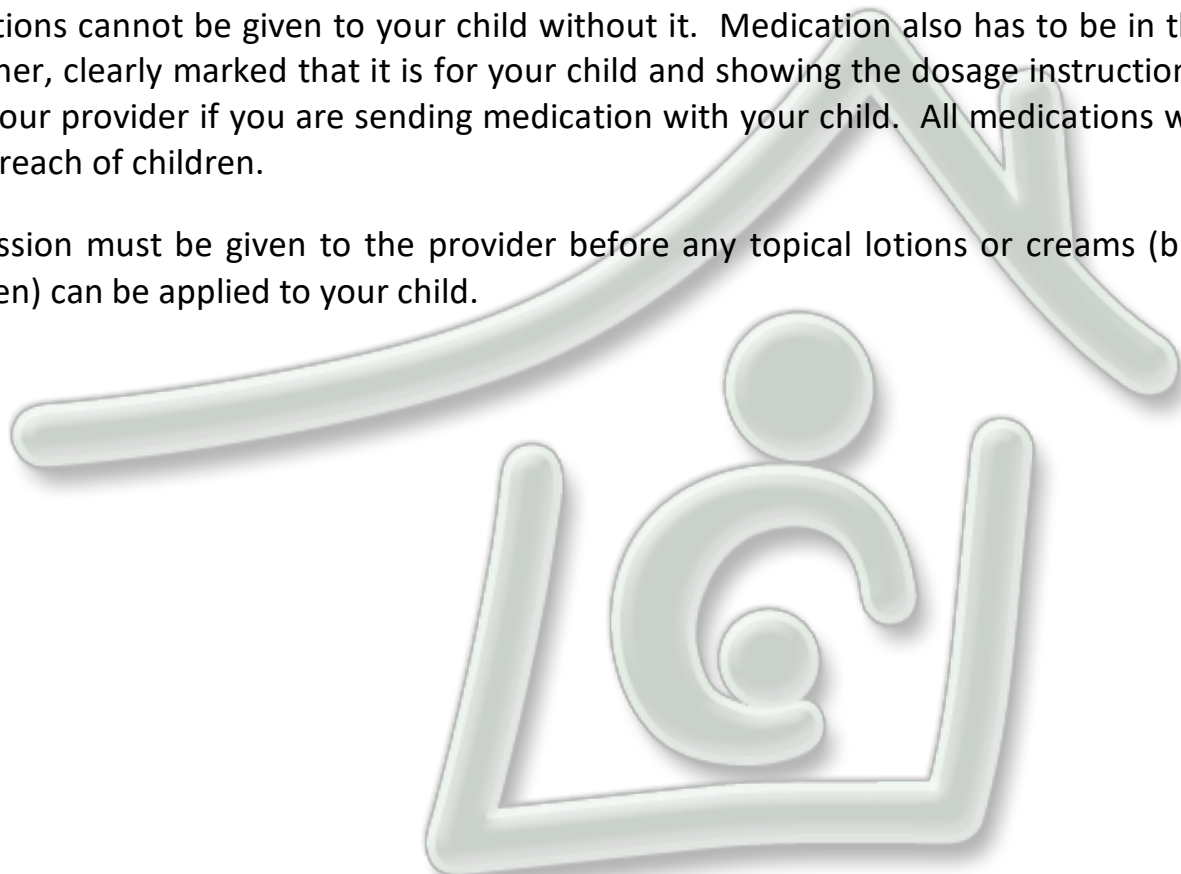 tions cannot be given to your child without it. Medication also has to be in th
ner, clearly marked that it is for your child and showing the dosage instruction
our provider if you are sending medication with your child. All medications w
reach of children.
ssion must be given to the provider before any topical lotions or creams (b
en) can be applied to your child.